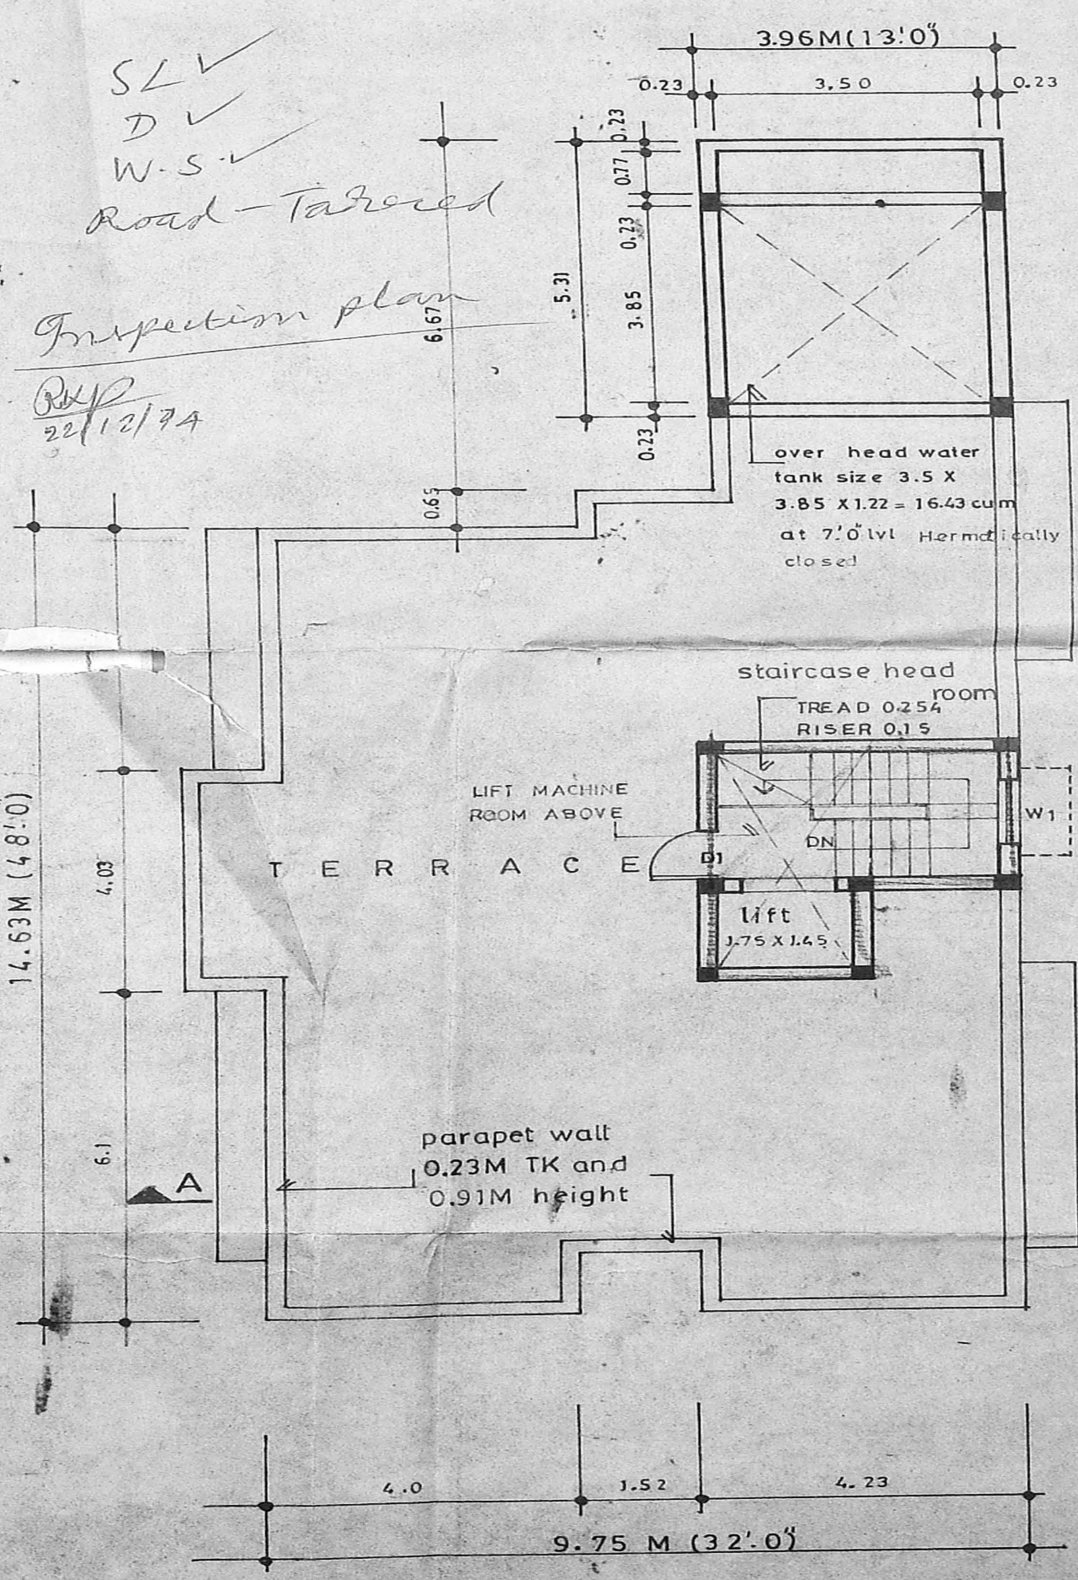 3.96M(13'.0")
0.23
3.50
0.23
SL ✓
D ✓
W.S. ✓
Road - Tarered
Inspection plan
22/12/94
0.23
0.77
0.23
3.85
0.23
5.31
6.67
0.65
over head water
tank size 3.5 X
3.85 X1.22 = 16.43 cu m
at 7'.0" lvl Hermetically
closed
staircase head
room
TREAD 0.254
RISER 0.15
LIFT MACHINE
ROOM ABOVE
TERRACE
D1
DN
W1
lift
1.75 X 1.45
14.63M (48'.0)
4.03
6.1
A
parapet wall
0.23M TK and
0.91M height
4.0
1.52
4.23
9.75 M (32'.0")